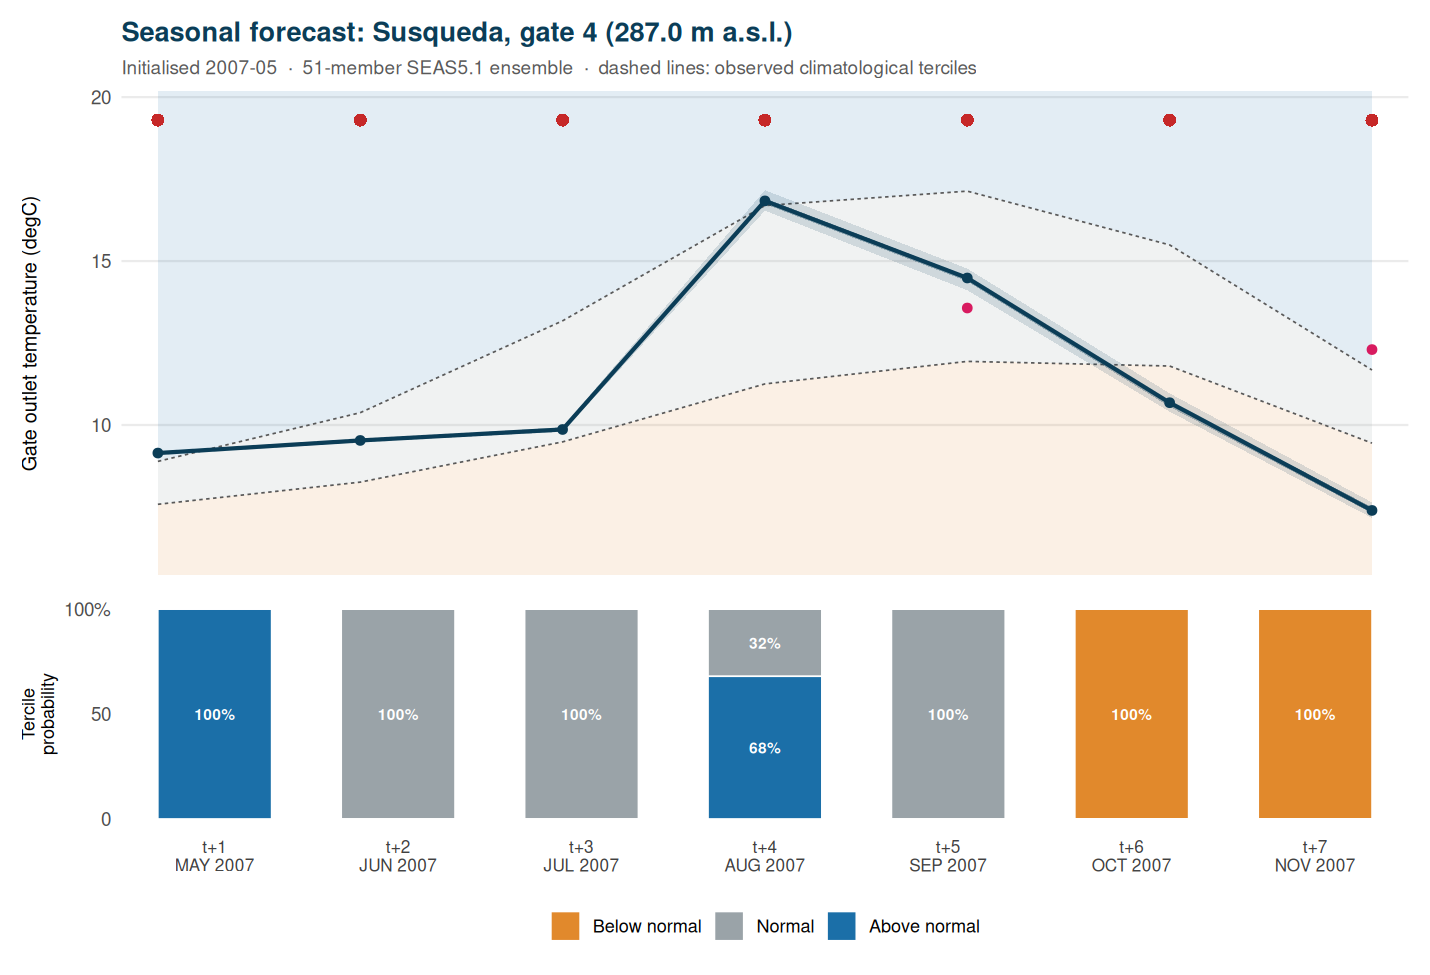 Seasonal forecast: Susqueda, gate 4 (287.0 m a.s.l.)
Initialised 2007-05 · 51-member SEAS5.1 ensemble · dashed lines: observed climatological terciles
Gate outlet temperature (degC)
20
15
10
Tercile
probability
100%
50
0
100%
100%
100%
32%
68%
100%
100%
100%
t+1
MAY 2007
t+2
JUN 2007
t+3
JUL 2007
t+4
AUG 2007
t+5
SEP 2007
t+6
OCT 2007
t+7
NOV 2007
Below normal
Normal
Above normal